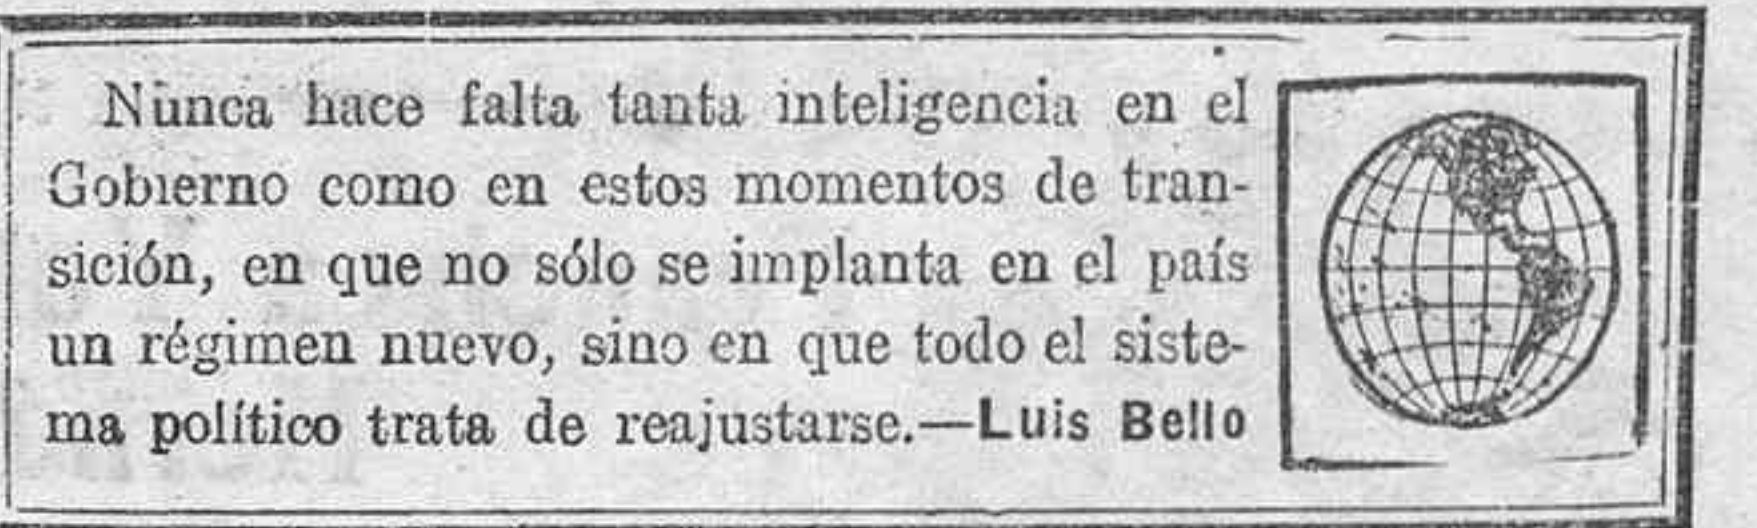 Nunca hace falta tanta inteligencia en el
Gobierno como en estos momentos de tran-
sición, en que no sólo se implanta en el país
un régimen nuevo, sino en que todo el siste-
ma político trata de reajustarse.—Luis Bello